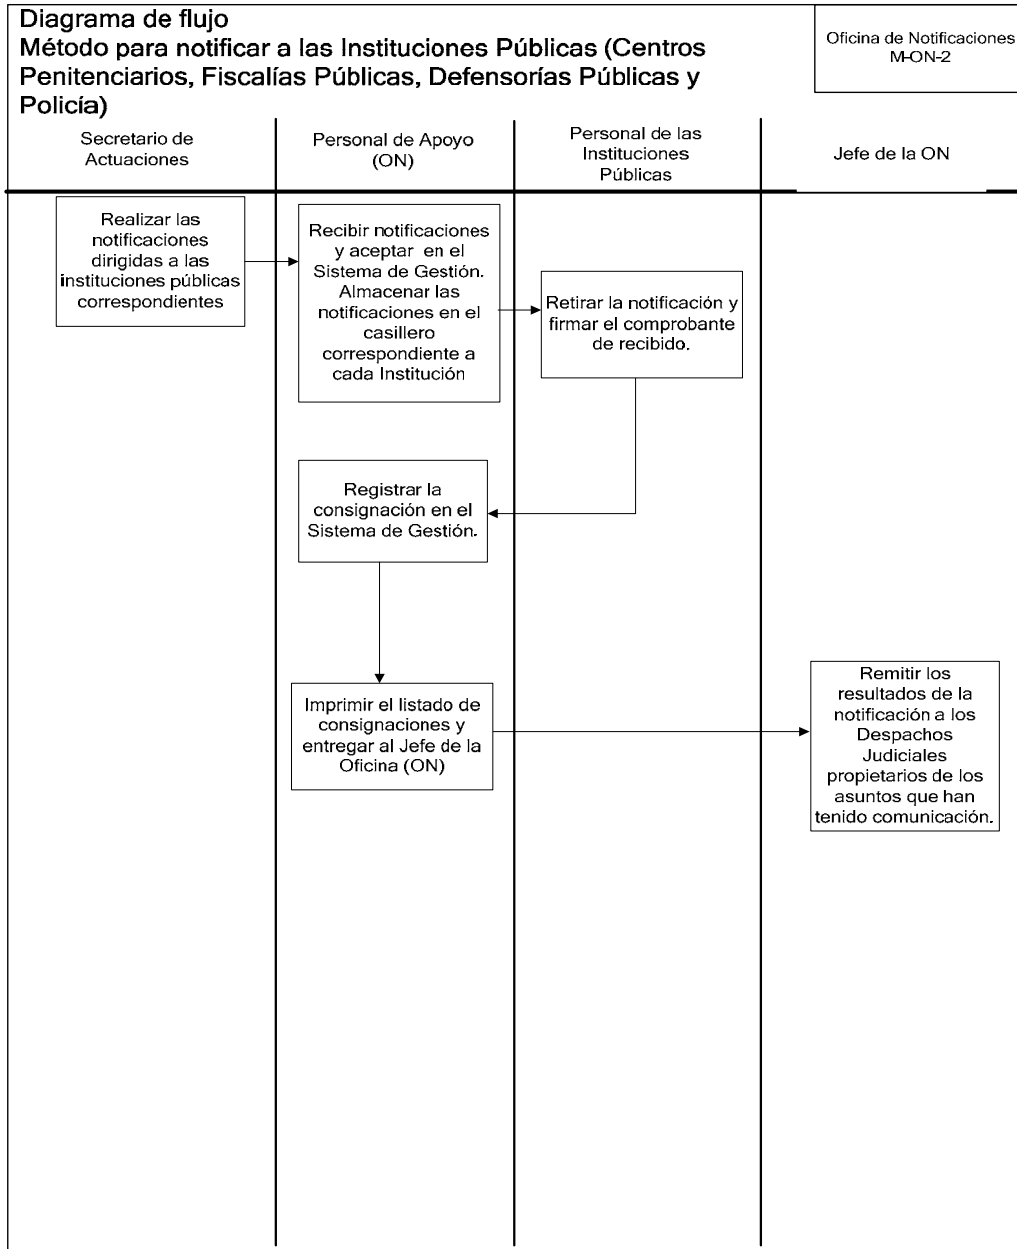 Diagrama de flujo
Método para notificar a las Instituciones Públicas (Centros
Penitenciarios, Fiscalías Públicas, Defensorías Públicas y
Policía)
Oficina de Notificaciones
M-ON-2
Secretario de
Actuaciones
Personal de Apoyo
(ON)
Personal de las
Instituciones
Públicas
Jefe de la ON
Realizar las
notificaciones
dirigidas a las
instituciones públicas
correspondientes
Recibir notificaciones
y aceptar en el
Sistema de Gestión.
Almacenar las
notificaciones en el
casillero
correspondiente a
cada Institución
Retirar la notificación y
firmar el comprobante
de recibido.
Registrar la
consignación en el
Sistema de Gestión.
Imprimir el listado de
consignaciones y
entregar al Jefe de la
Oficina (ON)
Remitir los
resultados de la
notificación a los
Despachos
Judiciales
propietarios de los
asuntos que han
tenido comunicación.